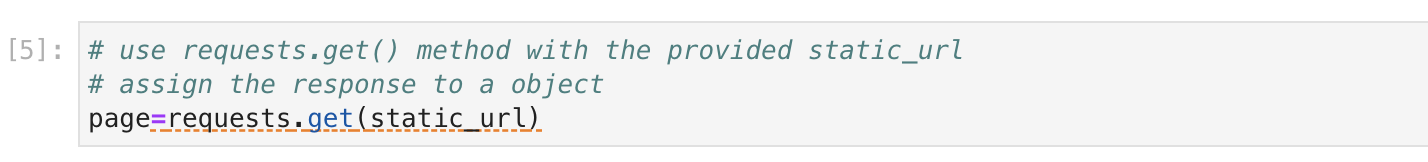 [5]:
# use requests.get() method with the provided static_url
# assign the response to a object
page=requests.get(static_url)